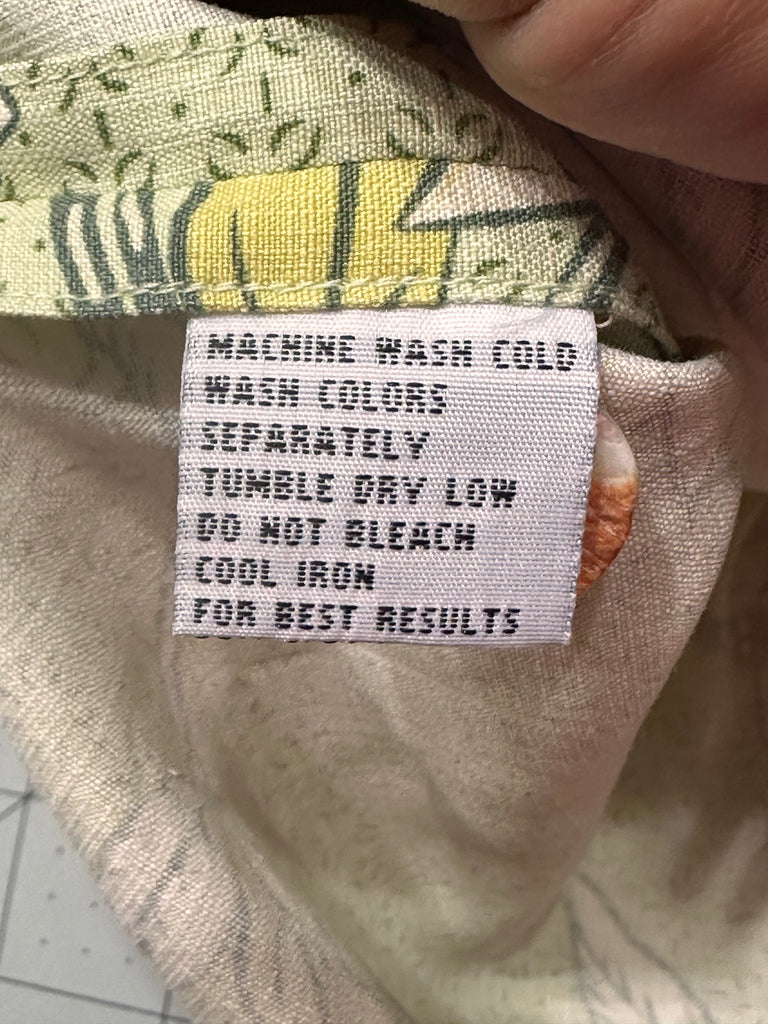 MACHINE WASH COLD
WASH COLORS
SEPARATELY
TUMBLE DRY LOW
DO NOT BLEACH
COOL IRON
FOR BEST RESULTS